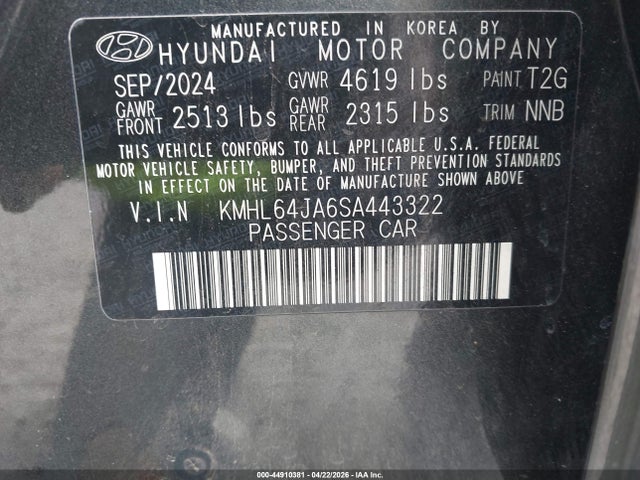 MANUFACTURED IN KOREA BY
HYUNDAI MOTOR COMPANY
SEP/2024 GVWR 4619 lbs PAINT T2G
GAWR FRONT 2513 lbs GAWR REAR 2315 lbs TRIM NNB
THIS VEHICLE CONFORMS TO ALL APPLICABLE U.S.A. FEDERAL
MOTOR VEHICLE SAFETY, BUMPER, AND THEFT PREVENTION STANDARDS
IN EFFECT ON THE DATE OF MANUFACTURE SHOWN ABOVE.
V.I.N KMHL64JA6SA443322
PASSENGER CAR
000-44910381 - 04/22/2026 - IAA Inc.